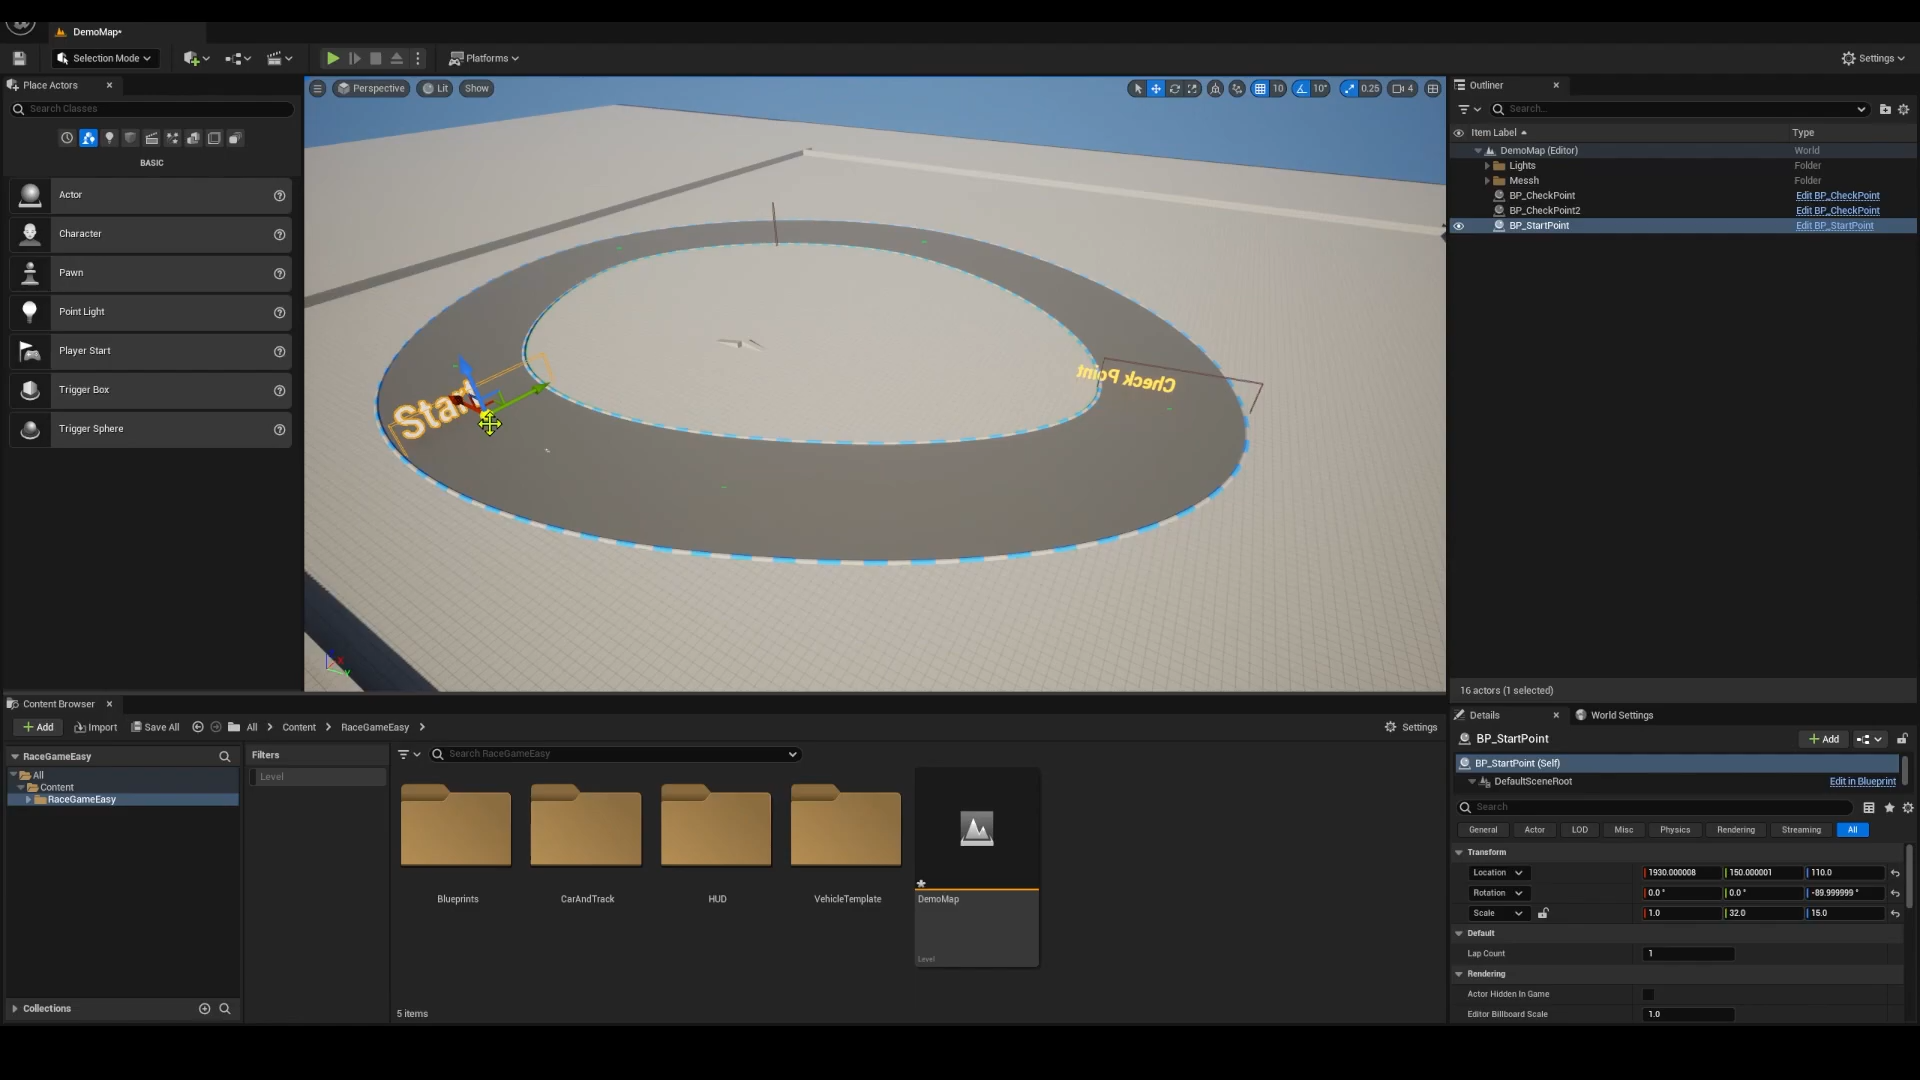 DemoMap*
Selection Mode
Platforms
Settings
Place Actors
Search Classes
BASIC
Actor
Character
Pawn
Point Light
Player Start
Trigger Box
Trigger Sphere
Perspective
Lit
Show
10
10°
0.25
4
Start
Check Point
Outliner
Search...
Item Label
Type
DemoMap (Editor)
World
Lights
Folder
Messh
Folder
BP_CheckPoint
Edit BP_CheckPoint
BP_CheckPoint2
Edit BP_CheckPoint
BP_StartPoint
Edit BP_StartPoint
16 actors (1 selected)
Details
World Settings
BP_StartPoint
Add
BP_StartPoint (Self)
DefaultSceneRoot
Edit in Blueprint
Search
General
Actor
LOD
Misc
Physics
Rendering
Streaming
All
Transform
Location
1930.000008
150.000001
110.0
Rotation
0.0 °
0.0 °
-89.999999 °
Scale
1.0
32.0
15.0
Default
Lap Count
1
Rendering
Actor Hidden In Game
Editor Billboard Scale
1.0
Content Browser
Add
Import
Save All
All
Content
RaceGameEasy
Settings
RaceGameEasy
All
Content
RaceGameEasy
Collections
Filters
Level
Search RaceGameEasy
Blueprints
CarAndTrack
HUD
VehicleTemplate
DemoMap
Level
5 items